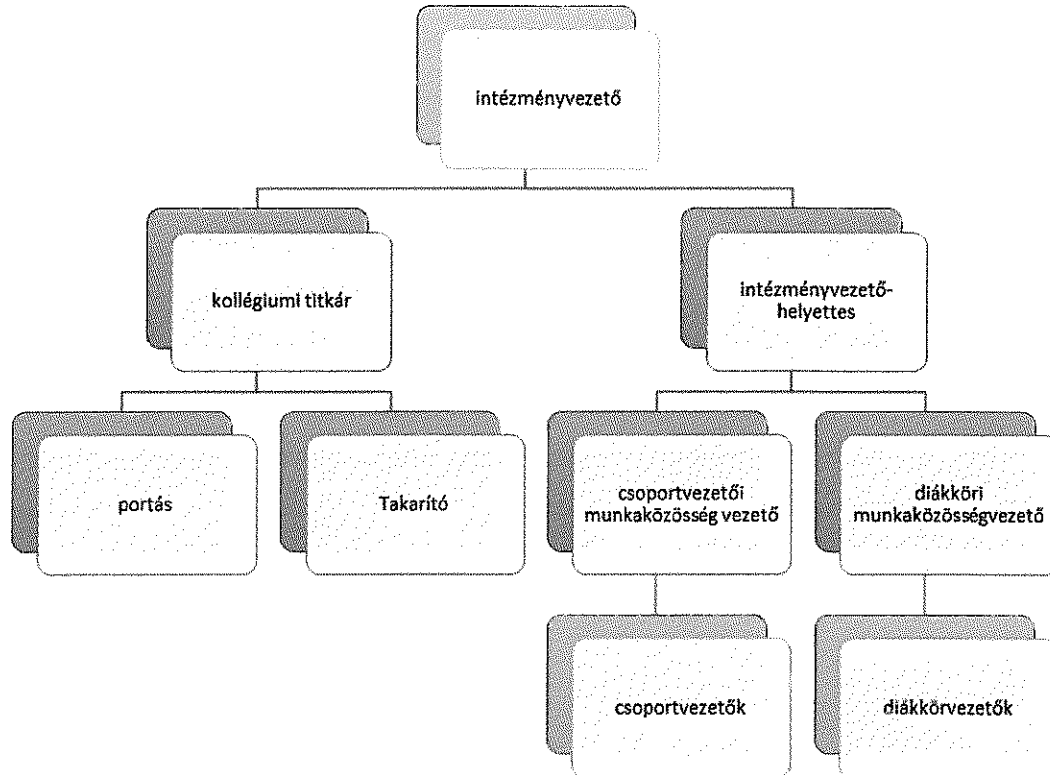 intézményvezető
kollégiumi titkár
intézményvezető-
helyettes
portás
Takarító
csoportvezetői
munkaközösség vezető
diákköri
munkaközösségvezető
csoportvezetők
diákkörvezetők